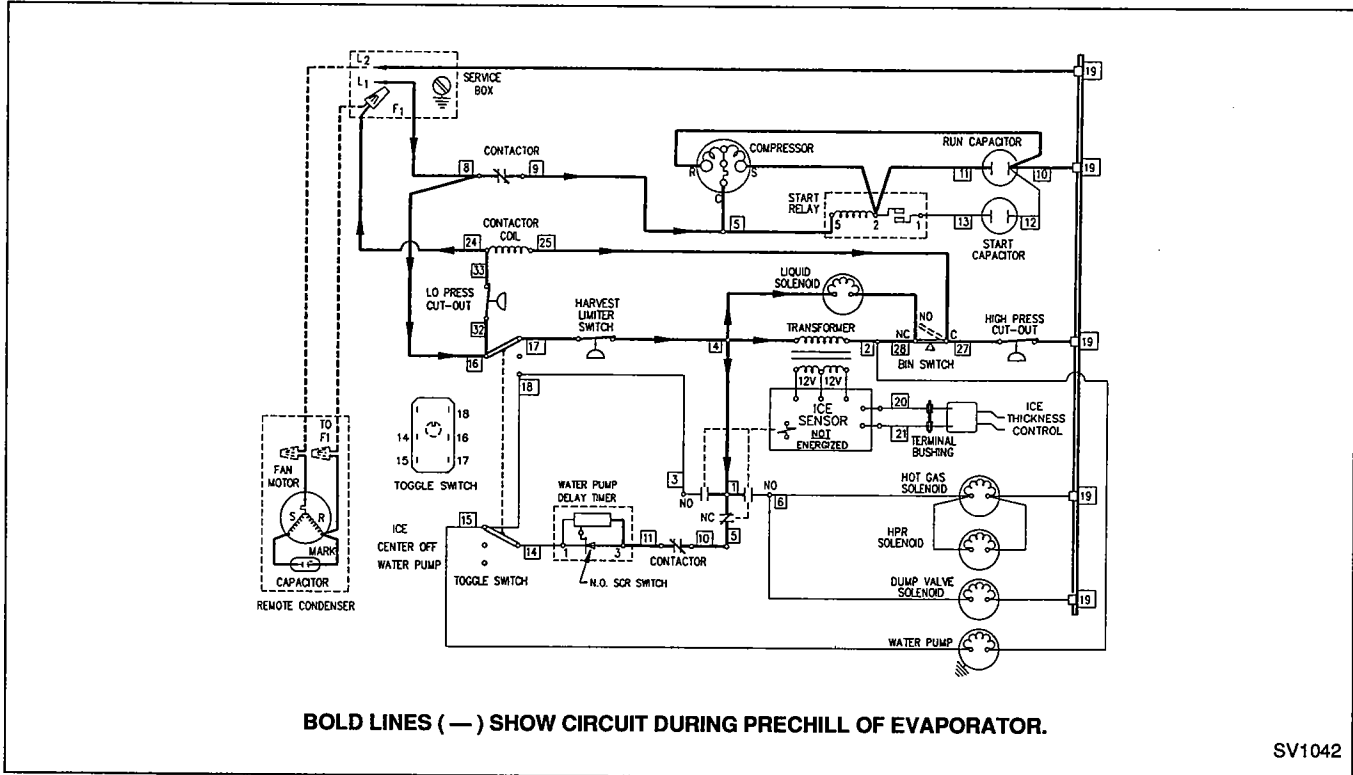 L2
L1
F1
SERVICE
BOX
19
CONTACTOR
8
9
COMPRESSOR
R
S
C
RUN CAPACITOR
11
10
19
START
RELAY
5
5
2
1
13
12
START
CAPACITOR
CONTACTOR
COIL
24
25
33
LO PRESS
CUT-OUT
32
16
17
HARVEST
LIMITER
SWITCH
LIQUID
SOLENOID
4
TRANSFORMER
2
NO
NC
28
C
27
BIN SWITCH
HIGH PRESS
CUT-OUT
19
18
12V
12V
ICE
SENSOR
NOT
ENERGIZED
20
21
TERMINAL
BUSHING
ICE
THICKNESS
CONTROL
18
14
16
15
17
TOGGLE SWITCH
TO
F1
FAN
MOTOR
S
R
MARK
CAPACITOR
REMOTE CONDENSER
3
NO
1
NO
6
NC
5
HOT GAS
SOLENOID
19
HPR
SOLENOID
WATER PUMP
DELAY TIMER
15
ICE
CENTER OFF
WATER PUMP
14
1
3
11
10
CONTACTOR
TOGGLE SWITCH
N.O. SCR SWITCH
DUMP VALVE
SOLENOID
19
WATER PUMP
BOLD LINES ( — ) SHOW CIRCUIT DURING PRECHILL OF EVAPORATOR.
SV1042